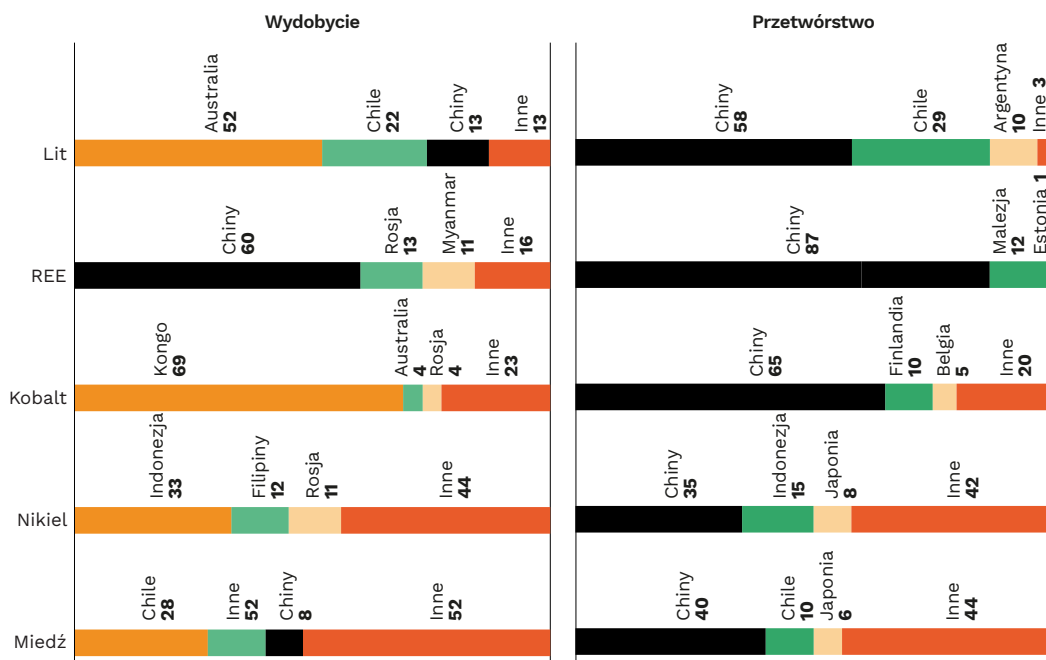 Wydobycie
Przetwórstwo
Lit
Australia
52
Chile
22
Chiny
13
Inne
13
Chiny
58
Chile
29
Argentyna
10
Inne 3
REE
Chiny
60
Rosja
13
Myanmar
11
Inne
16
Chiny
87
Malezja
12
Estonia 1
Kobalt
Kongo
69
Australia
4
Rosja
4
Inne
23
Chiny
65
Finlandia
10
Belgia
5
Inne
20
Nikiel
Indonezja
33
Filipiny
12
Rosja
11
Inne
44
Chiny
35
Indonezja
15
Japonia
8
Inne
42
Miedź
Chile
28
Inne
52
Chiny
8
Inne
52
Chiny
40
Chile
10
Japonia
6
Inne
44